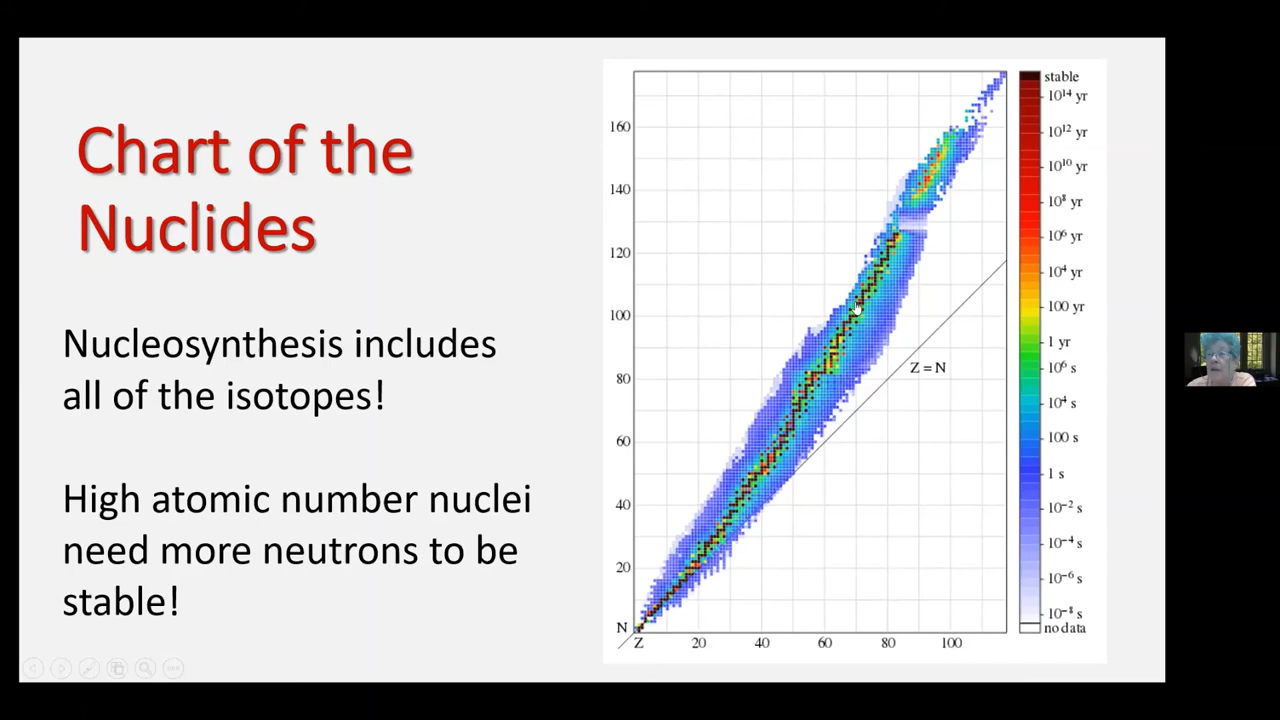 Chart of the
Nuclides
Nucleosynthesis includes
all of the isotopes!
High atomic number nuclei
need more neutrons to be
stable!
160
140
120
100
80
60
40
20
N
Z
20
40
60
80
100
Z = N
stable
10¹⁴ yr
10¹² yr
10¹⁰ yr
10⁸ yr
10⁶ yr
10⁴ yr
100 yr
1 yr
10⁶ s
10⁴ s
100 s
1 s
10⁻² s
10⁻⁴ s
10⁻⁶ s
10⁻⁸ s
no data